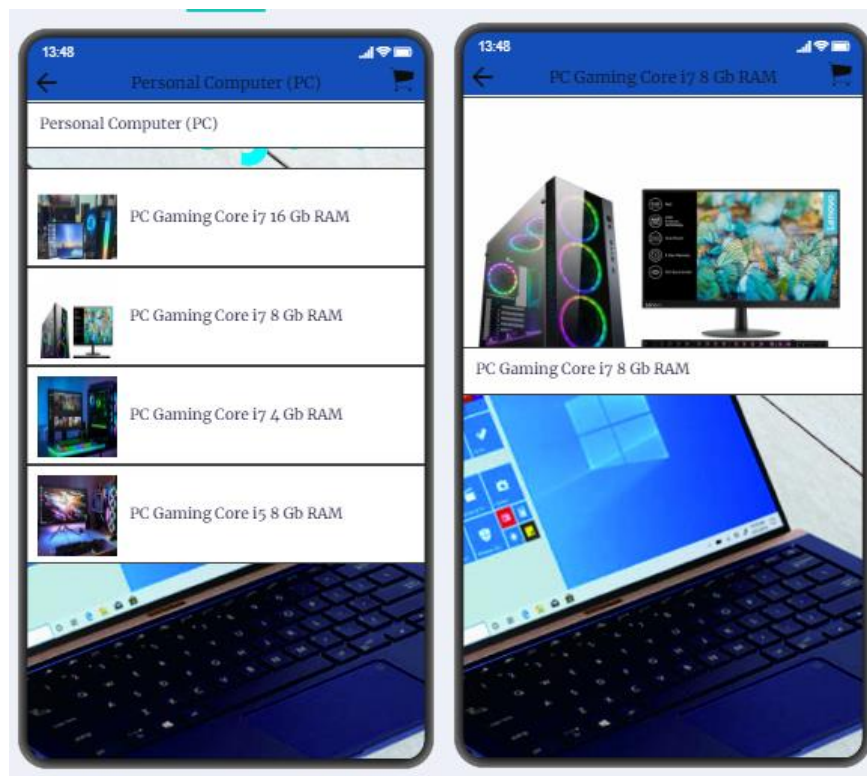 13:48
Personal Computer (PC)
Personal Computer (PC)
PC Gaming Core i7 16 Gb RAM
PC Gaming Core i7 8 Gb RAM
PC Gaming Core i7 4 Gb RAM
PC Gaming Core i5 8 Gb RAM
13:48
PC Gaming Core i7 8 Gb RAM
Lenovo
PC Gaming Core i7 8 Gb RAM